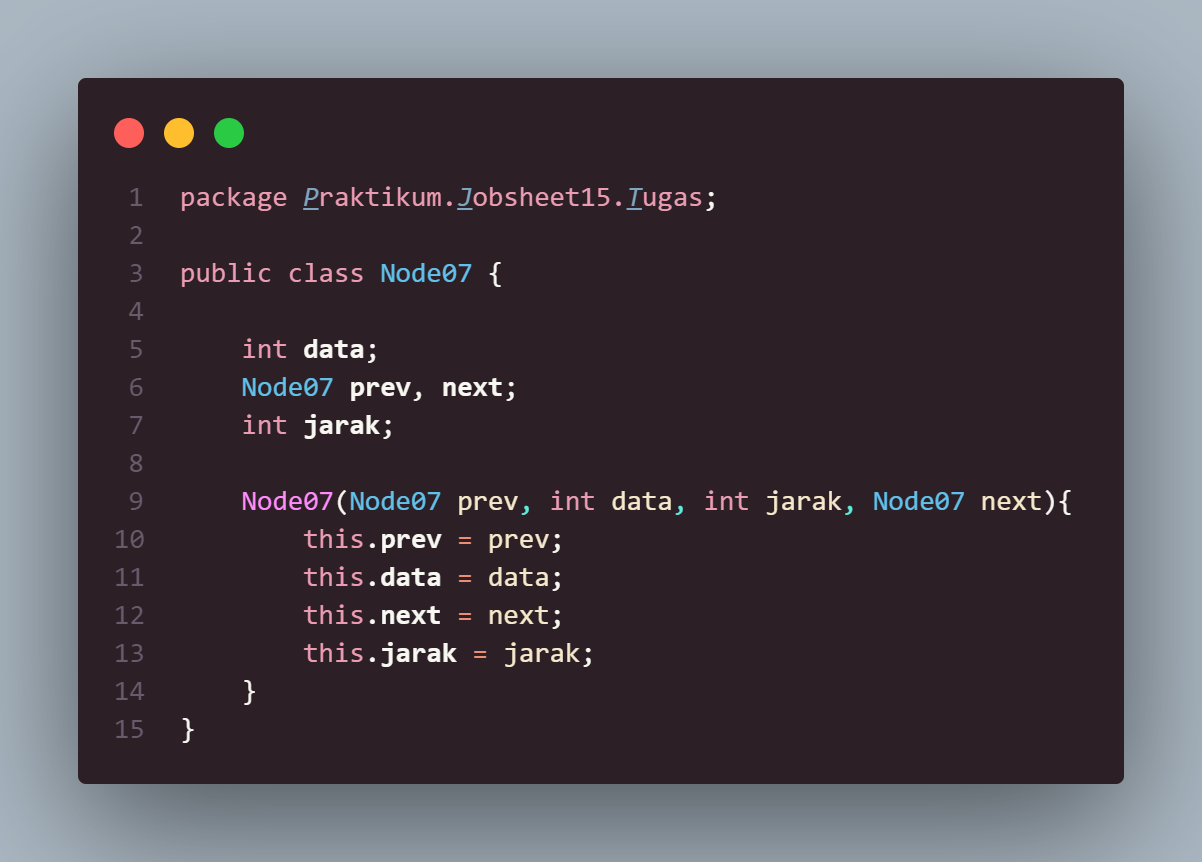 1 package Praktikum.Jobsheet15.Tugas;
2
3 public class Node07 {
4
5     int data;
6     Node07 prev, next;
7     int jarak;
8
9     Node07(Node07 prev, int data, int jarak, Node07 next){
10         this.prev = prev;
11         this.data = data;
12         this.next = next;
13         this.jarak = jarak;
14     }
15 }